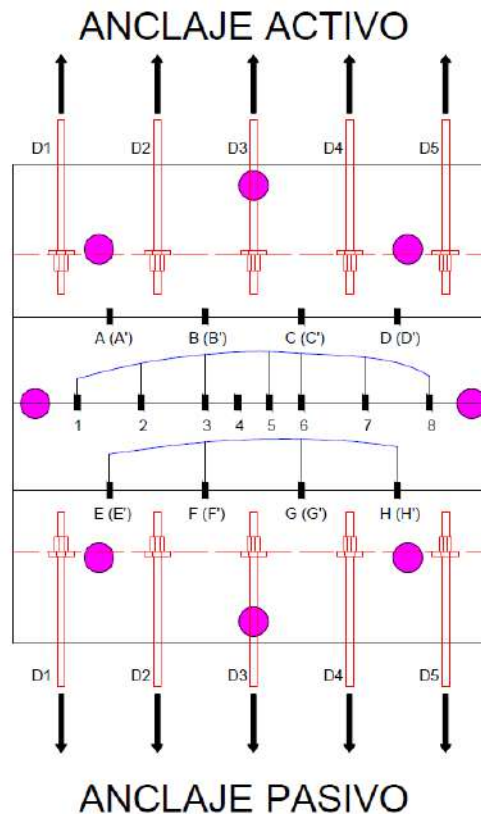 ANCLAJE ACTIVO
D1 D2 D3 D4 D5
A (A') B (B') C (C') D (D')
1 2 3 4 5 6 7 8
E (E') F (F') G (G') H (H')
D1 D2 D3 D4 D5
ANCLAJE PASIVO